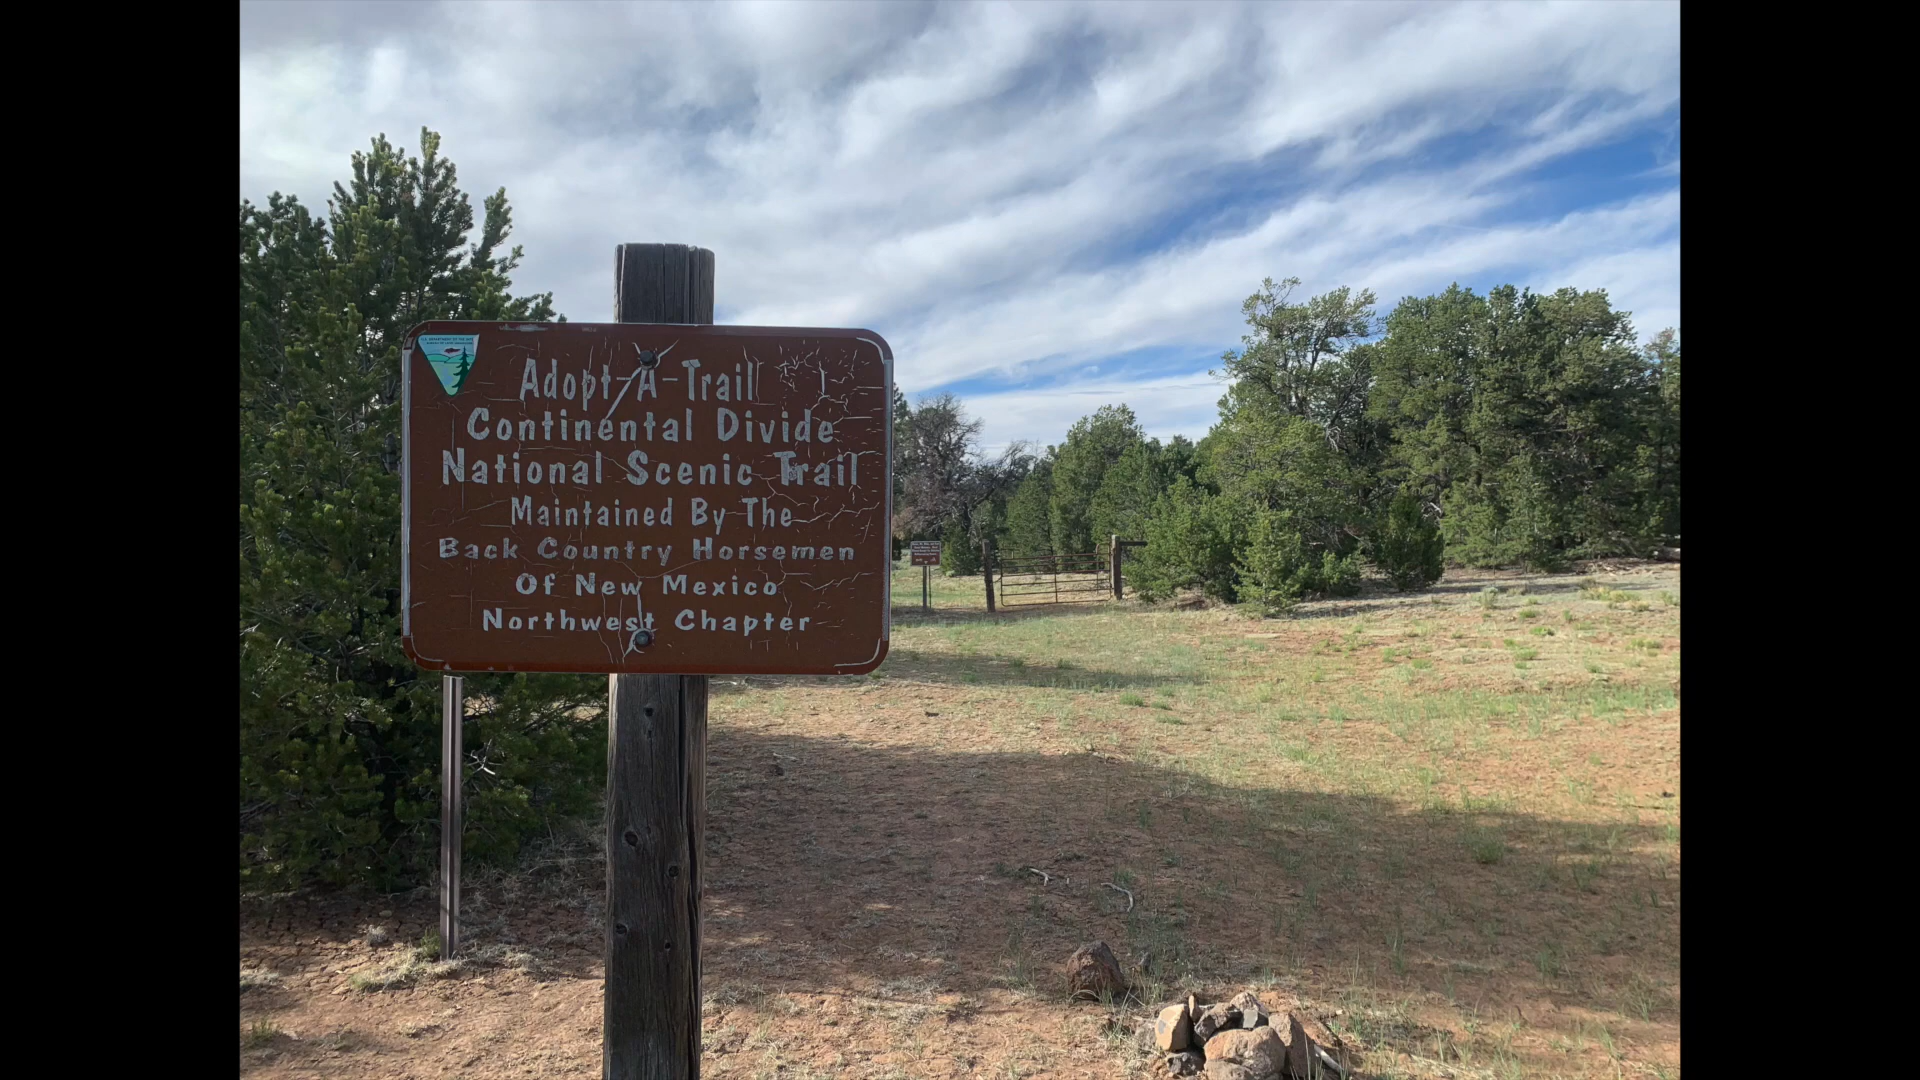 Adopt-A-Trail
Continental Divide
National Scenic Trail
Maintained By The
Back Country Horsemen
Of New Mexico
Northwest Chapter